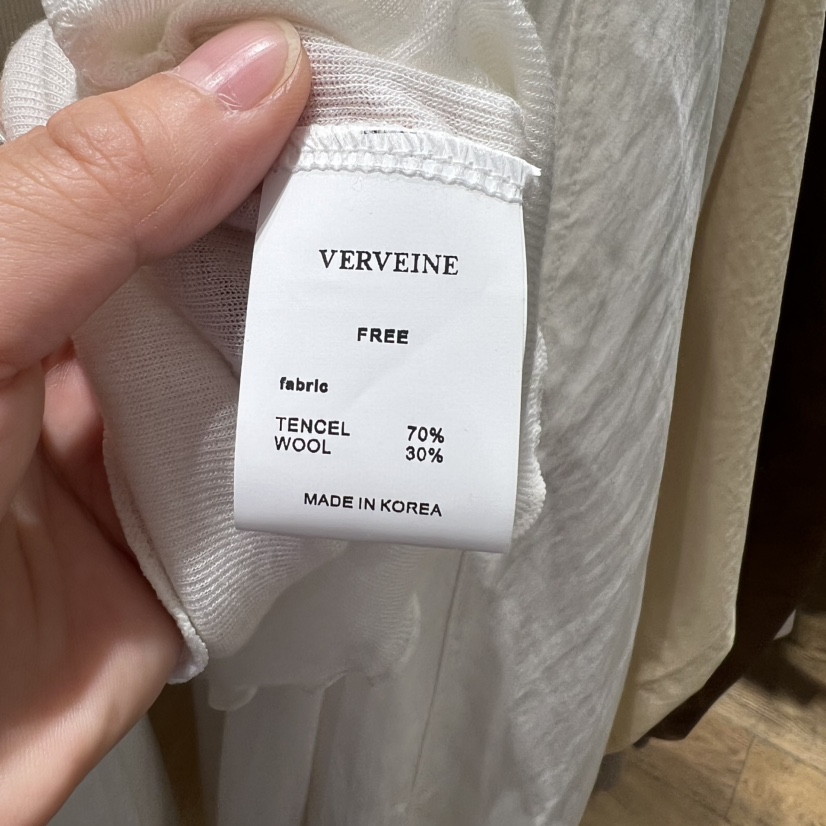 VERVEINE
FREE
fabric
TENCEL 70%
WOOL 30%
MADE IN KOREA